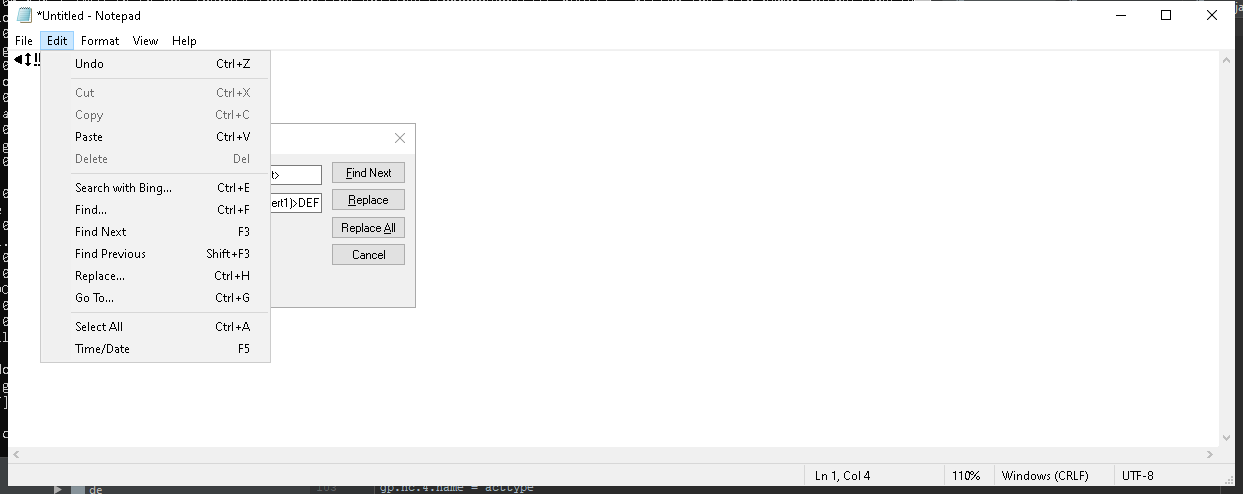 *Untitled - Notepad
File Edit Format View Help
◄↕‼
Undo Ctrl+Z
Cut Ctrl+X
Copy Ctrl+C
Paste Ctrl+V
Delete Del
Search with Bing... Ctrl+E
Find... Ctrl+F
Find Next F3
Find Previous Shift+F3
Replace... Ctrl+H
Go To... Ctrl+G
Select All Ctrl+A
Time/Date F5
t>
Find Next
ert1)>DEF
Replace
Replace All
Cancel
Ln 1, Col 4 110% Windows (CRLF) UTF-8
de
gp.nc.4.name = acttype